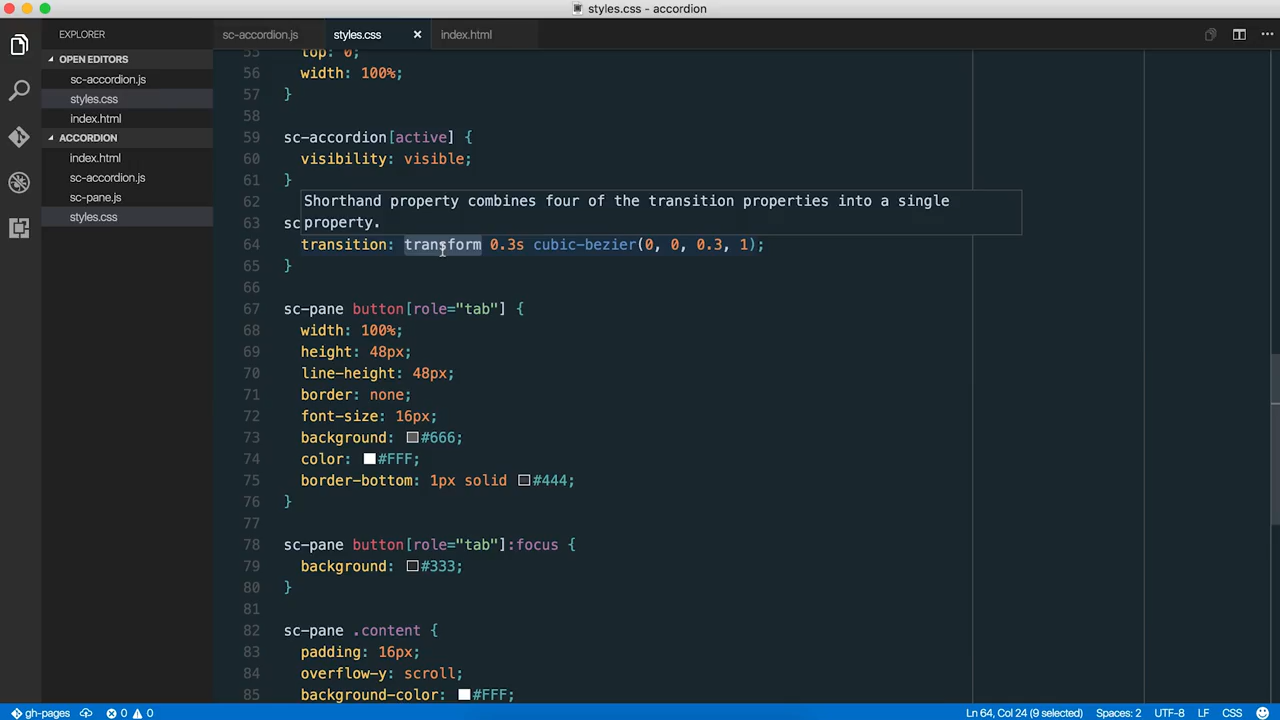 styles.css - accordion
EXPLORER
sc-accordion.js
styles.css
index.html
OPEN EDITORS
sc-accordion.js
styles.css
index.html
ACCORDION
index.html
sc-accordion.js
sc-pane.js
styles.css
55 top: 0;
56 width: 100%;
57 }
58
59 sc-accordion[active] {
60 visibility: visible;
61 }
62
63 sc
Shorthand property combines four of the transition properties into a single
property.
64 transition: transform 0.3s cubic-bezier(0, 0, 0.3, 1);
65 }
66
67 sc-pane button[role="tab"] {
68 width: 100%;
69 height: 48px;
70 line-height: 48px;
71 border: none;
72 font-size: 16px;
73 background: #666;
74 color: #FFF;
75 border-bottom: 1px solid #444;
76 }
77
78 sc-pane button[role="tab"]:focus {
79 background: #333;
80 }
81
82 sc-pane .content {
83 padding: 16px;
84 overflow-y: scroll;
85 background-color: #FFF;
gh-pages 0 0
Ln 64, Col 24 (9 selected) Spaces: 2 UTF-8 LF CSS